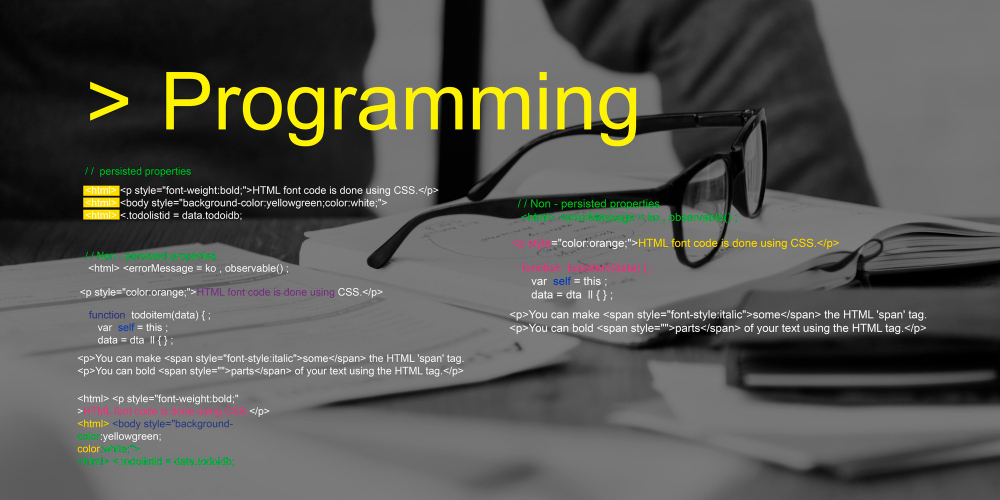 > Programming
// persisted properties
<html> <p style="font-weight:bold;">HTML font code is done using CSS.</p>
<html> <body style="background-color:yellowgreen;color:white;">
<html> <.todolistid = data.todoidb;
// Non - persisted properties
<html> <errorMessage = ko , observable() ;
<p style="color:orange;">HTML font code is done using CSS.</p>
function todoitem(data) { ;
var self = this ;
data = dta ll { } ;
<p>You can make <span style="font-style:italic">some</span> the HTML 'span' tag.
<p>You can bold <span style="">parts</span> of your text using the HTML tag.</p>
<html> <p style="font-weight:bold;"
>HTML font code is done using CSS.</p>
<html> <body style="background-
color:yellowgreen;
color:white;">
<html> <.todolistid = data.todoidb;
// Non - persisted properties
<html> <errorMessage = ko , observable() ;
="color:orange;">HTML font code is done using CSS.</p>
function
var self = this ;
data = dta ll { } ;
<p>You can make <span style="font-style:italic">some</span> the HTML 'span' tag.
<p>You can bold <span style="">parts</span> of your text using the HTML tag.</p>